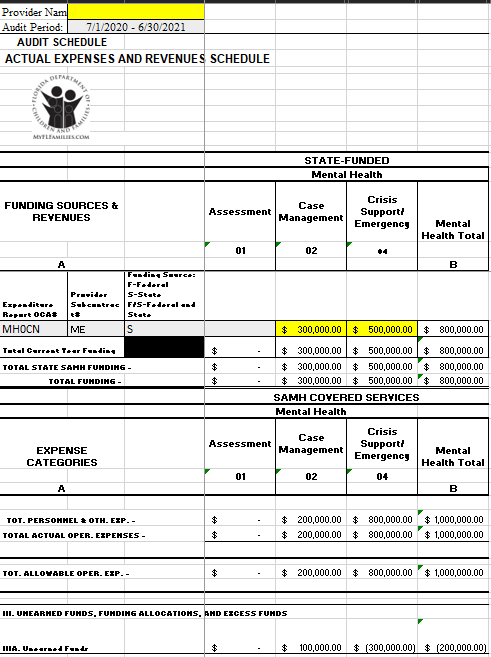 Provider Nam
Audit Period: 7/1/2020 - 6/30/2021
AUDIT SCHEDULE
ACTUAL EXPENSES AND REVENUES SCHEDULE
FLORIDA DEPARTMENT OF CHILDREN AND FAMILIES
MYFLFAMILIES.COM
STATE-FUNDED
Mental Health
FUNDING SOURCES & REVENUES
Assessment
Case Management
Crisis Support/ Emergency
Mental Health Total
01 02 04
A B
Expenditure Report OCAs
Provider Subcontract t#
Funding Source: F-Federal S-State F/S-Federal and State
MH0CN ME S $ 300,000.00 $ 500,000.00 $ 800,000.00
Total Current Year Funding $ - $ 300,000.00 $ 500,000.00 $ 800,000.00
TOTAL STATE SAMH FUNDING - $ - $ 300,000.00 $ 500,000.00 $ 800,000.00
TOTAL FUNDING - $ - $ 300,000.00 $ 500,000.00 $ 800,000.00
SAMH COVERED SERVICES
Mental Health
EXPENSE CATEGORIES
Assessment
Case Management
Crisis Support/ Emergency
Mental Health Total
01 02 04
A B
TOT. PERSONNEL & OTH. EXP. - $ - $ 200,000.00 $ 800,000.00 $ 1,000,000.00
TOTAL ACTUAL OPER. EXPENSES - $ - $ 200,000.00 $ 800,000.00 $ 1,000,000.00
TOT. ALLOWABLE OPER. EXP. - $ - $ 200,000.00 $ 800,000.00 $ 1,000,000.00
III. UNEARNED FUNDS, FUNDING ALLOCATIONS, AND EXCESS FUNDS
IIIA. Unearned Funds $ - $ 100,000.00 $ (300,000.00) $ (200,000.00)